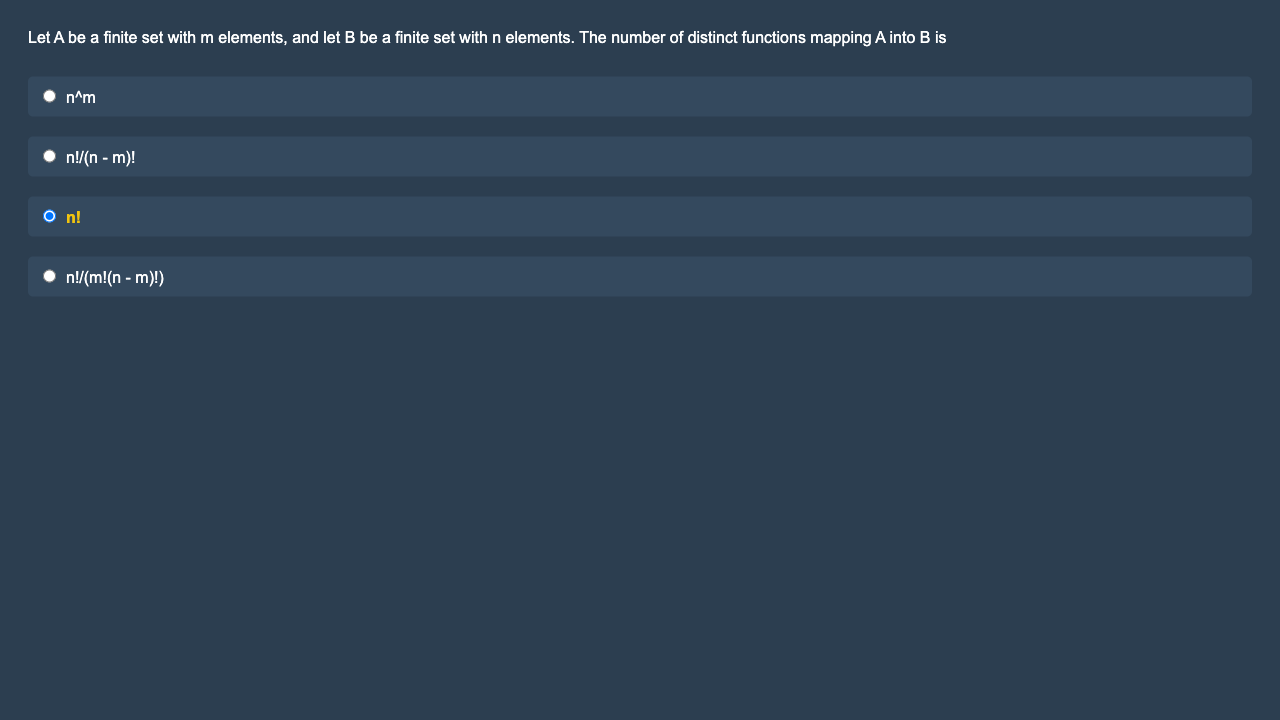 Let A be a finite set with m elements, and let B be a finite set with n elements. The number of distinct functions mapping A into B is
n^m
n!/(n - m)!
n!
n!/(m!(n - m)!)